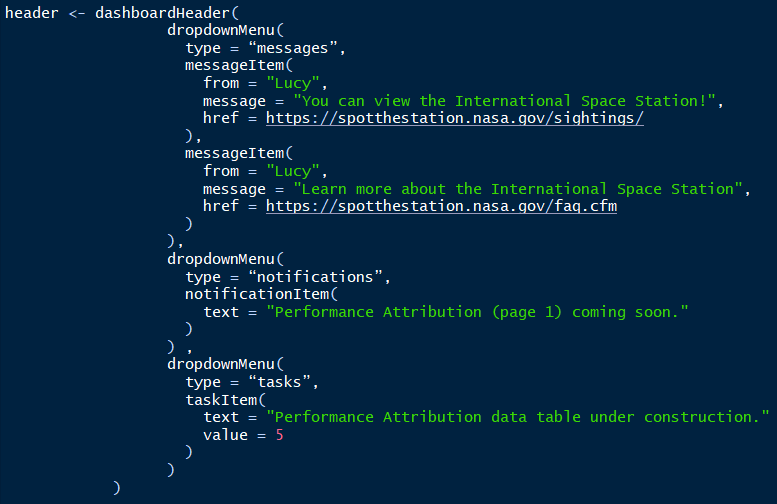 header <- dashboardHeader(
dropdownMenu(
type = “messages”,
messageItem(
from = "Lucy",
message = "You can view the International Space Station!",
href = https://spotthestation.nasa.gov/sightings/
),
messageItem(
from = "Lucy",
message = "Learn more about the International Space Station",
href = https://spotthestation.nasa.gov/faq.cfm
)
),
dropdownMenu(
type = “notifications”,
notificationItem(
text = "Performance Attribution (page 1) coming soon."
)
) ,
dropdownMenu(
type = “tasks”,
taskItem(
text = "Performance Attribution data table under construction."
value = 5
)
)
)